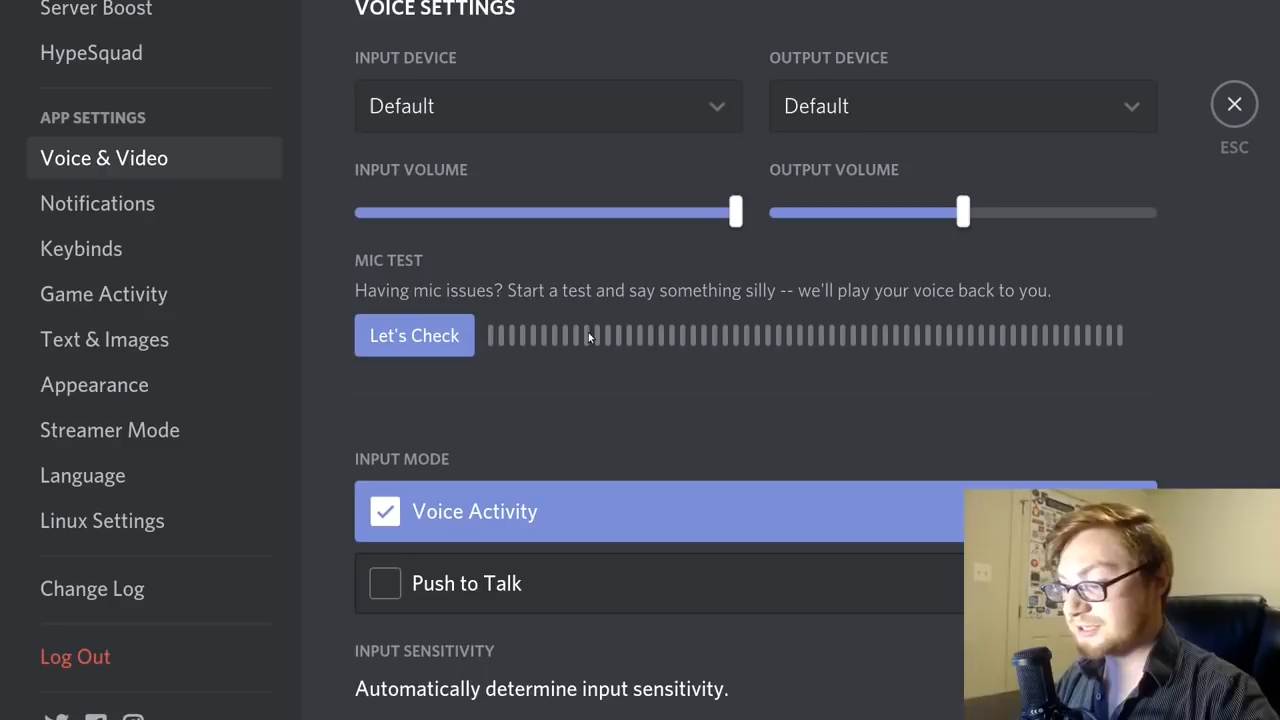 Server Boost
HypeSquad
APP SETTINGS
Voice & Video
Notifications
Keybinds
Game Activity
Text & Images
Appearance
Streamer Mode
Language
Linux Settings
Change Log
Log Out
VOICE SETTINGS
INPUT DEVICE
Default
OUTPUT DEVICE
Default
INPUT VOLUME
OUTPUT VOLUME
MIC TEST
Having mic issues? Start a test and say something silly -- we'll play your voice back to you.
Let's Check
INPUT MODE
Voice Activity
Push to Talk
INPUT SENSITIVITY
Automatically determine input sensitivity.
ESC